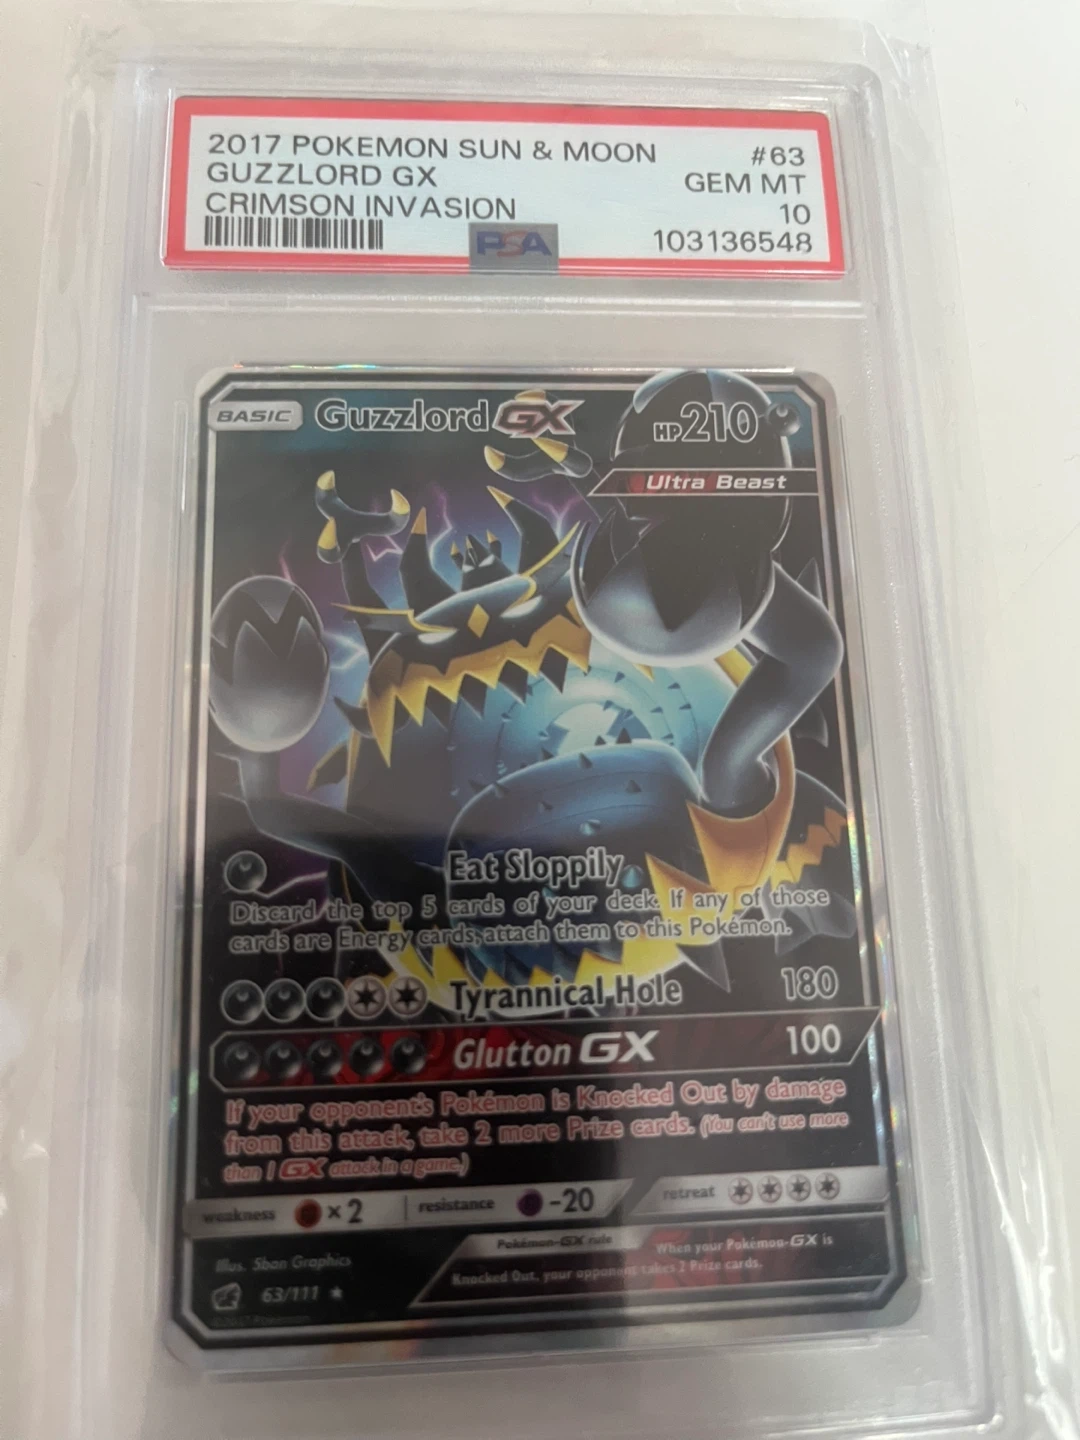 2017 POKEMON SUN & MOON #63
GUZZLORD GX GEM MT
CRIMSON INVASION 10
PSA 103136548
BASIC Guzzlord GX HP210
Ultra Beast
Eat Sloppily
Discard the top 5 cards of your deck. If any of those
cards are Energy cards, attach them to this Pokémon.
Tyrannical Hole 180
Glutton GX 100
If your opponent's Pokémon is Knocked Out by damage
from this attack, take 2 more Prize cards. (You can't use more
than 1 GX attack in a game.)
weakness ×2 resistance -20 retreat
Pokémon-GX rule When your Pokémon-GX is
Knocked Out, your opponent takes 2 Prize cards.
Illus. 5ban Graphics
63/111 ★
©2017 Pokémon